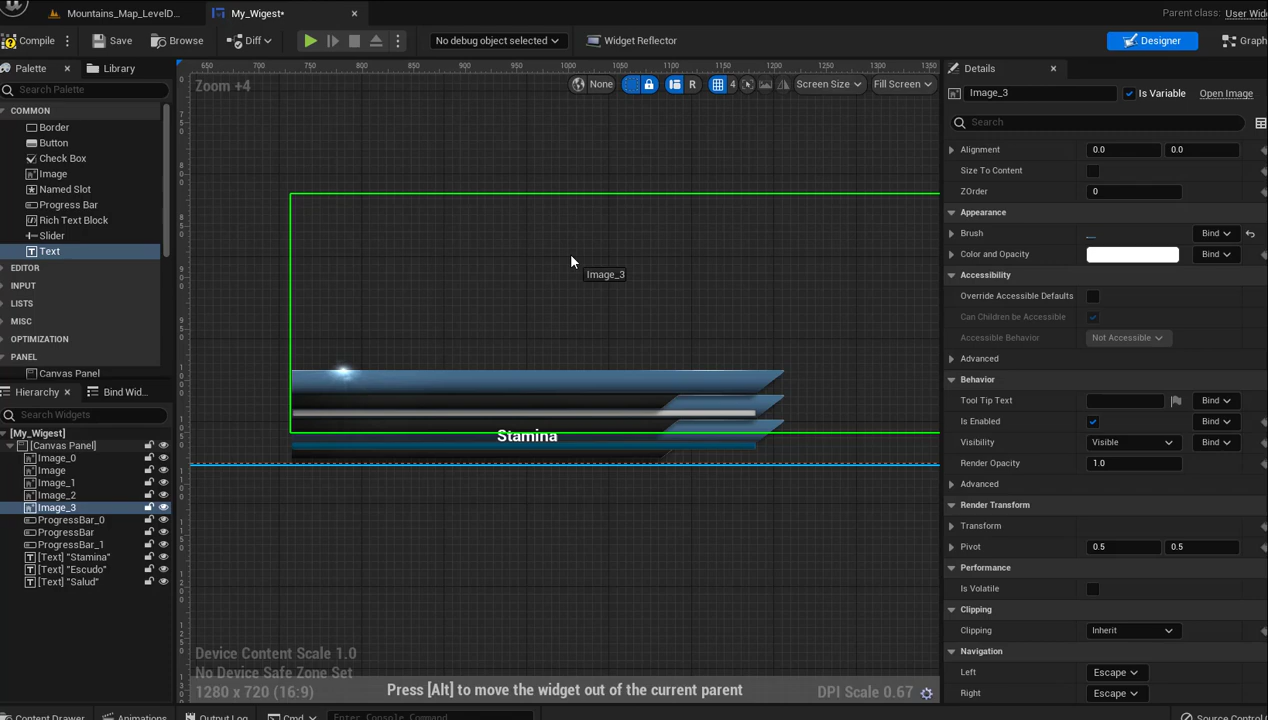 Mountains_Map_LevelD...
My_Wigest•
Parent class:
User Wid
Compile
Save
Browse
Diff
No debug object selected
Widget Reflector
Designer
Graph
Palette
Library
Search Palette
COMMON
Border
Button
Check Box
Image
Named Slot
Progress Bar
Rich Text Block
Slider
Text
EDITOR
INPUT
LISTS
MISC
OPTIMIZATION
PANEL
Canvas Panel
Hierarchy
Bind Wid...
Search Widgets
[My_Wigest]
[Canvas Panel]
Image_0
Image
Image_1
Image_2
Image_3
ProgressBar_0
ProgressBar
ProgressBar_1
[Text] "Stamina"
[Text] "Escudo"
[Text] "Salud"
650 700 750 800 850 900 950 1000 1050 1100 1150 1200 1250 1300 1350
Zoom +4
None
R
4
Screen Size
Fill Screen
Image_3
Stamina
Device Content Scale 1.0
No Device Safe Zone Set
1280 x 720 (16:9)
Press [Alt] to move the widget out of the current parent
DPI Scale 0.67
Details
Image_3
Is Variable
Open Image
Search
Alignment 0.0 0.0
Size To Content
ZOrder 0
Appearance
Brush Bind
Color and Opacity Bind
Accessibility
Override Accessible Defaults
Can Children be Accessible
Accessible Behavior Not Accessible
Advanced
Behavior
Tool Tip Text Bind
Is Enabled Bind
Visibility Visible Bind
Render Opacity 1.0
Advanced
Render Transform
Transform
Pivot 0.5 0.5
Performance
Is Volatile
Clipping
Clipping Inherit
Navigation
Left Escape
Right Escape
Content Drawer
Animations
Output Log
Cmd
Enter Console Command
Source Control